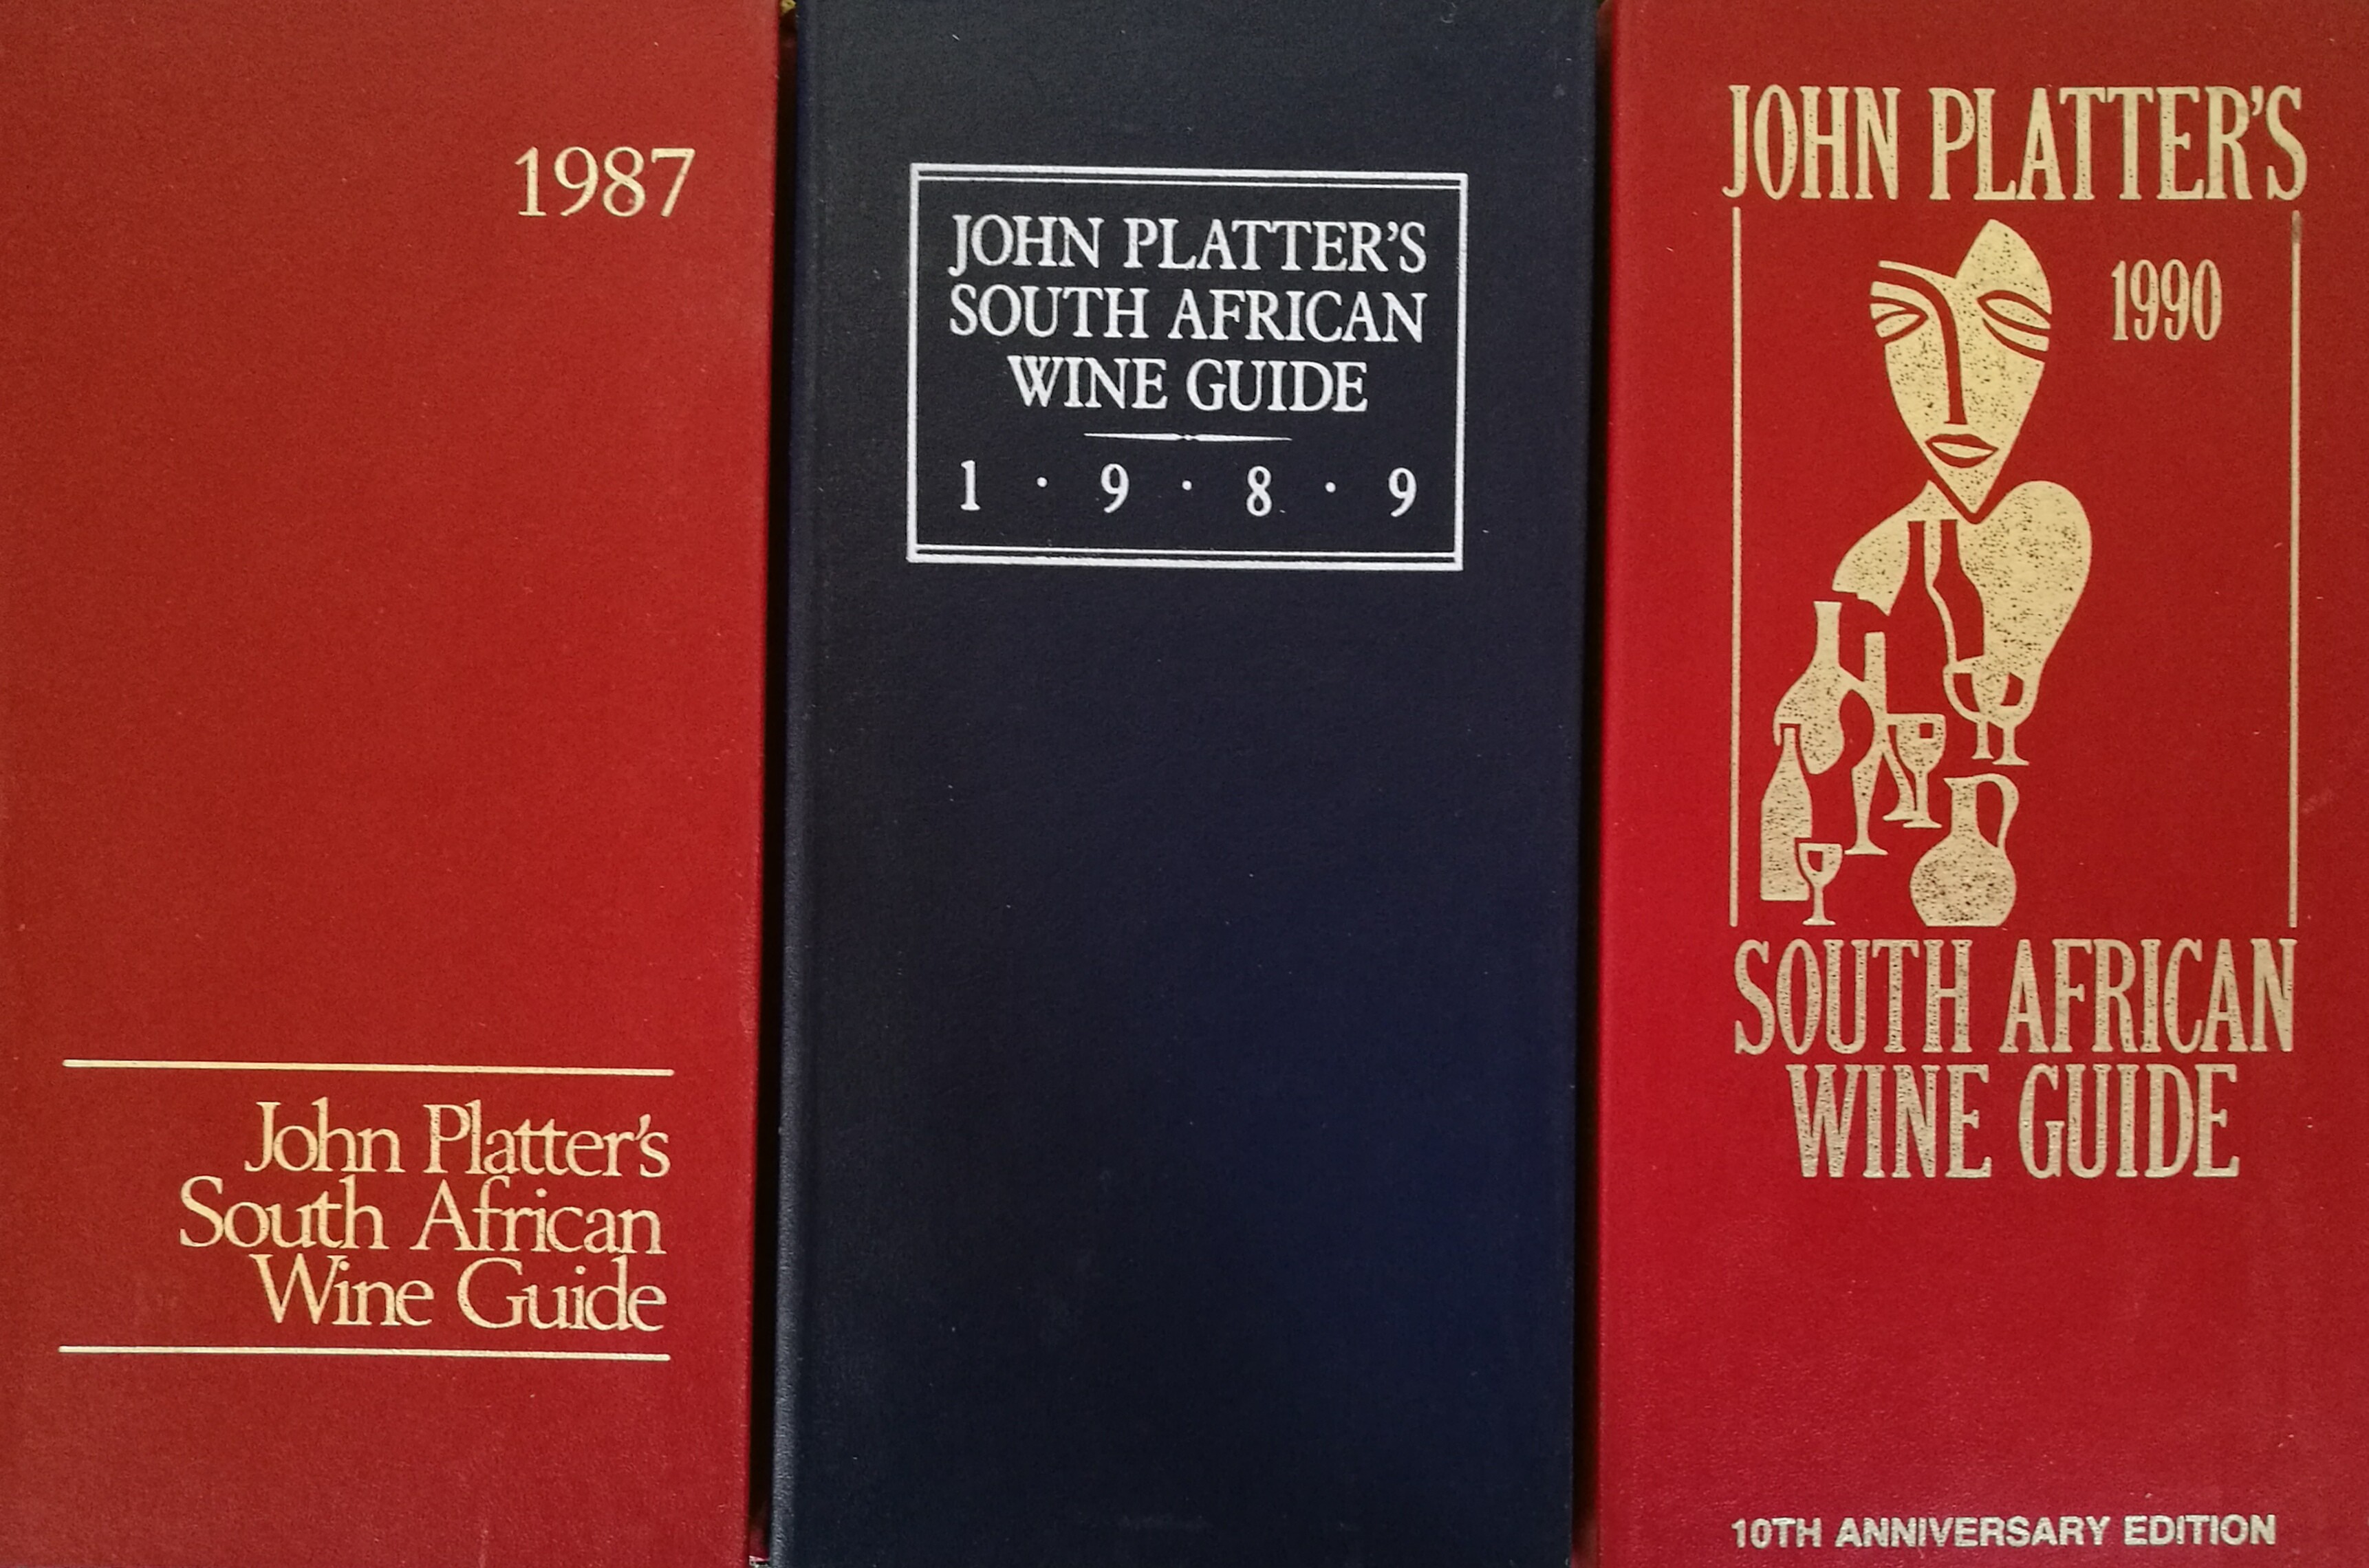 1987
John Platter's
South African
Wine Guide
JOHN PLATTER'S
SOUTH AFRICAN
WINE GUIDE
1 · 9 · 8 · 9
JOHN PLATTER'S
1990
SOUTH AFRICAN
WINE GUIDE
10TH ANNIVERSARY EDITION